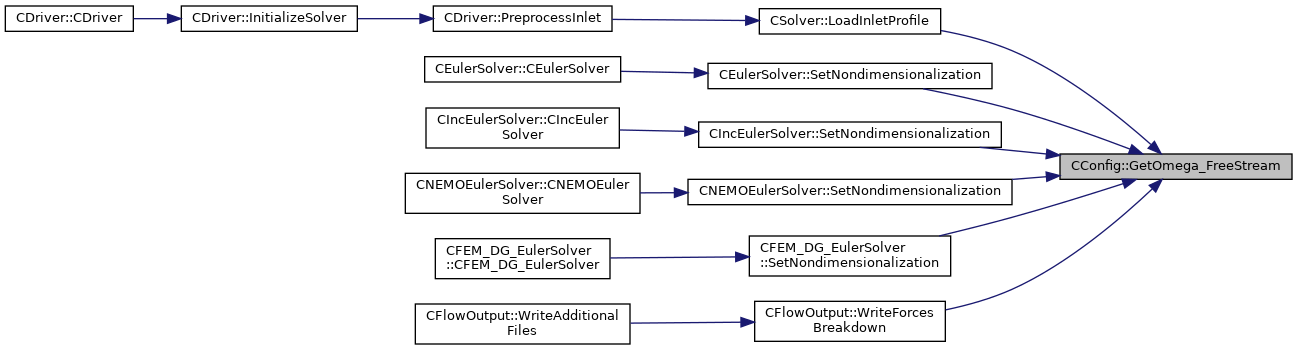 CDriver::CDriver
CDriver::InitializeSolver
CDriver::PreprocessInlet
CSolver::LoadInletProfile
CEulerSolver::CEulerSolver
CEulerSolver::SetNondimensionalization
CIncEulerSolver::CIncEuler
Solver
CIncEulerSolver::SetNondimensionalization
CConfig::GetOmega_FreeStream
CNEMOEulerSolver::CNEMOEuler
Solver
CNEMOEulerSolver::SetNondimensionalization
CFEM_DG_EulerSolver
::CFEM_DG_EulerSolver
CFEM_DG_EulerSolver
::SetNondimensionalization
CFlowOutput::WriteAdditional
Files
CFlowOutput::WriteForces
Breakdown